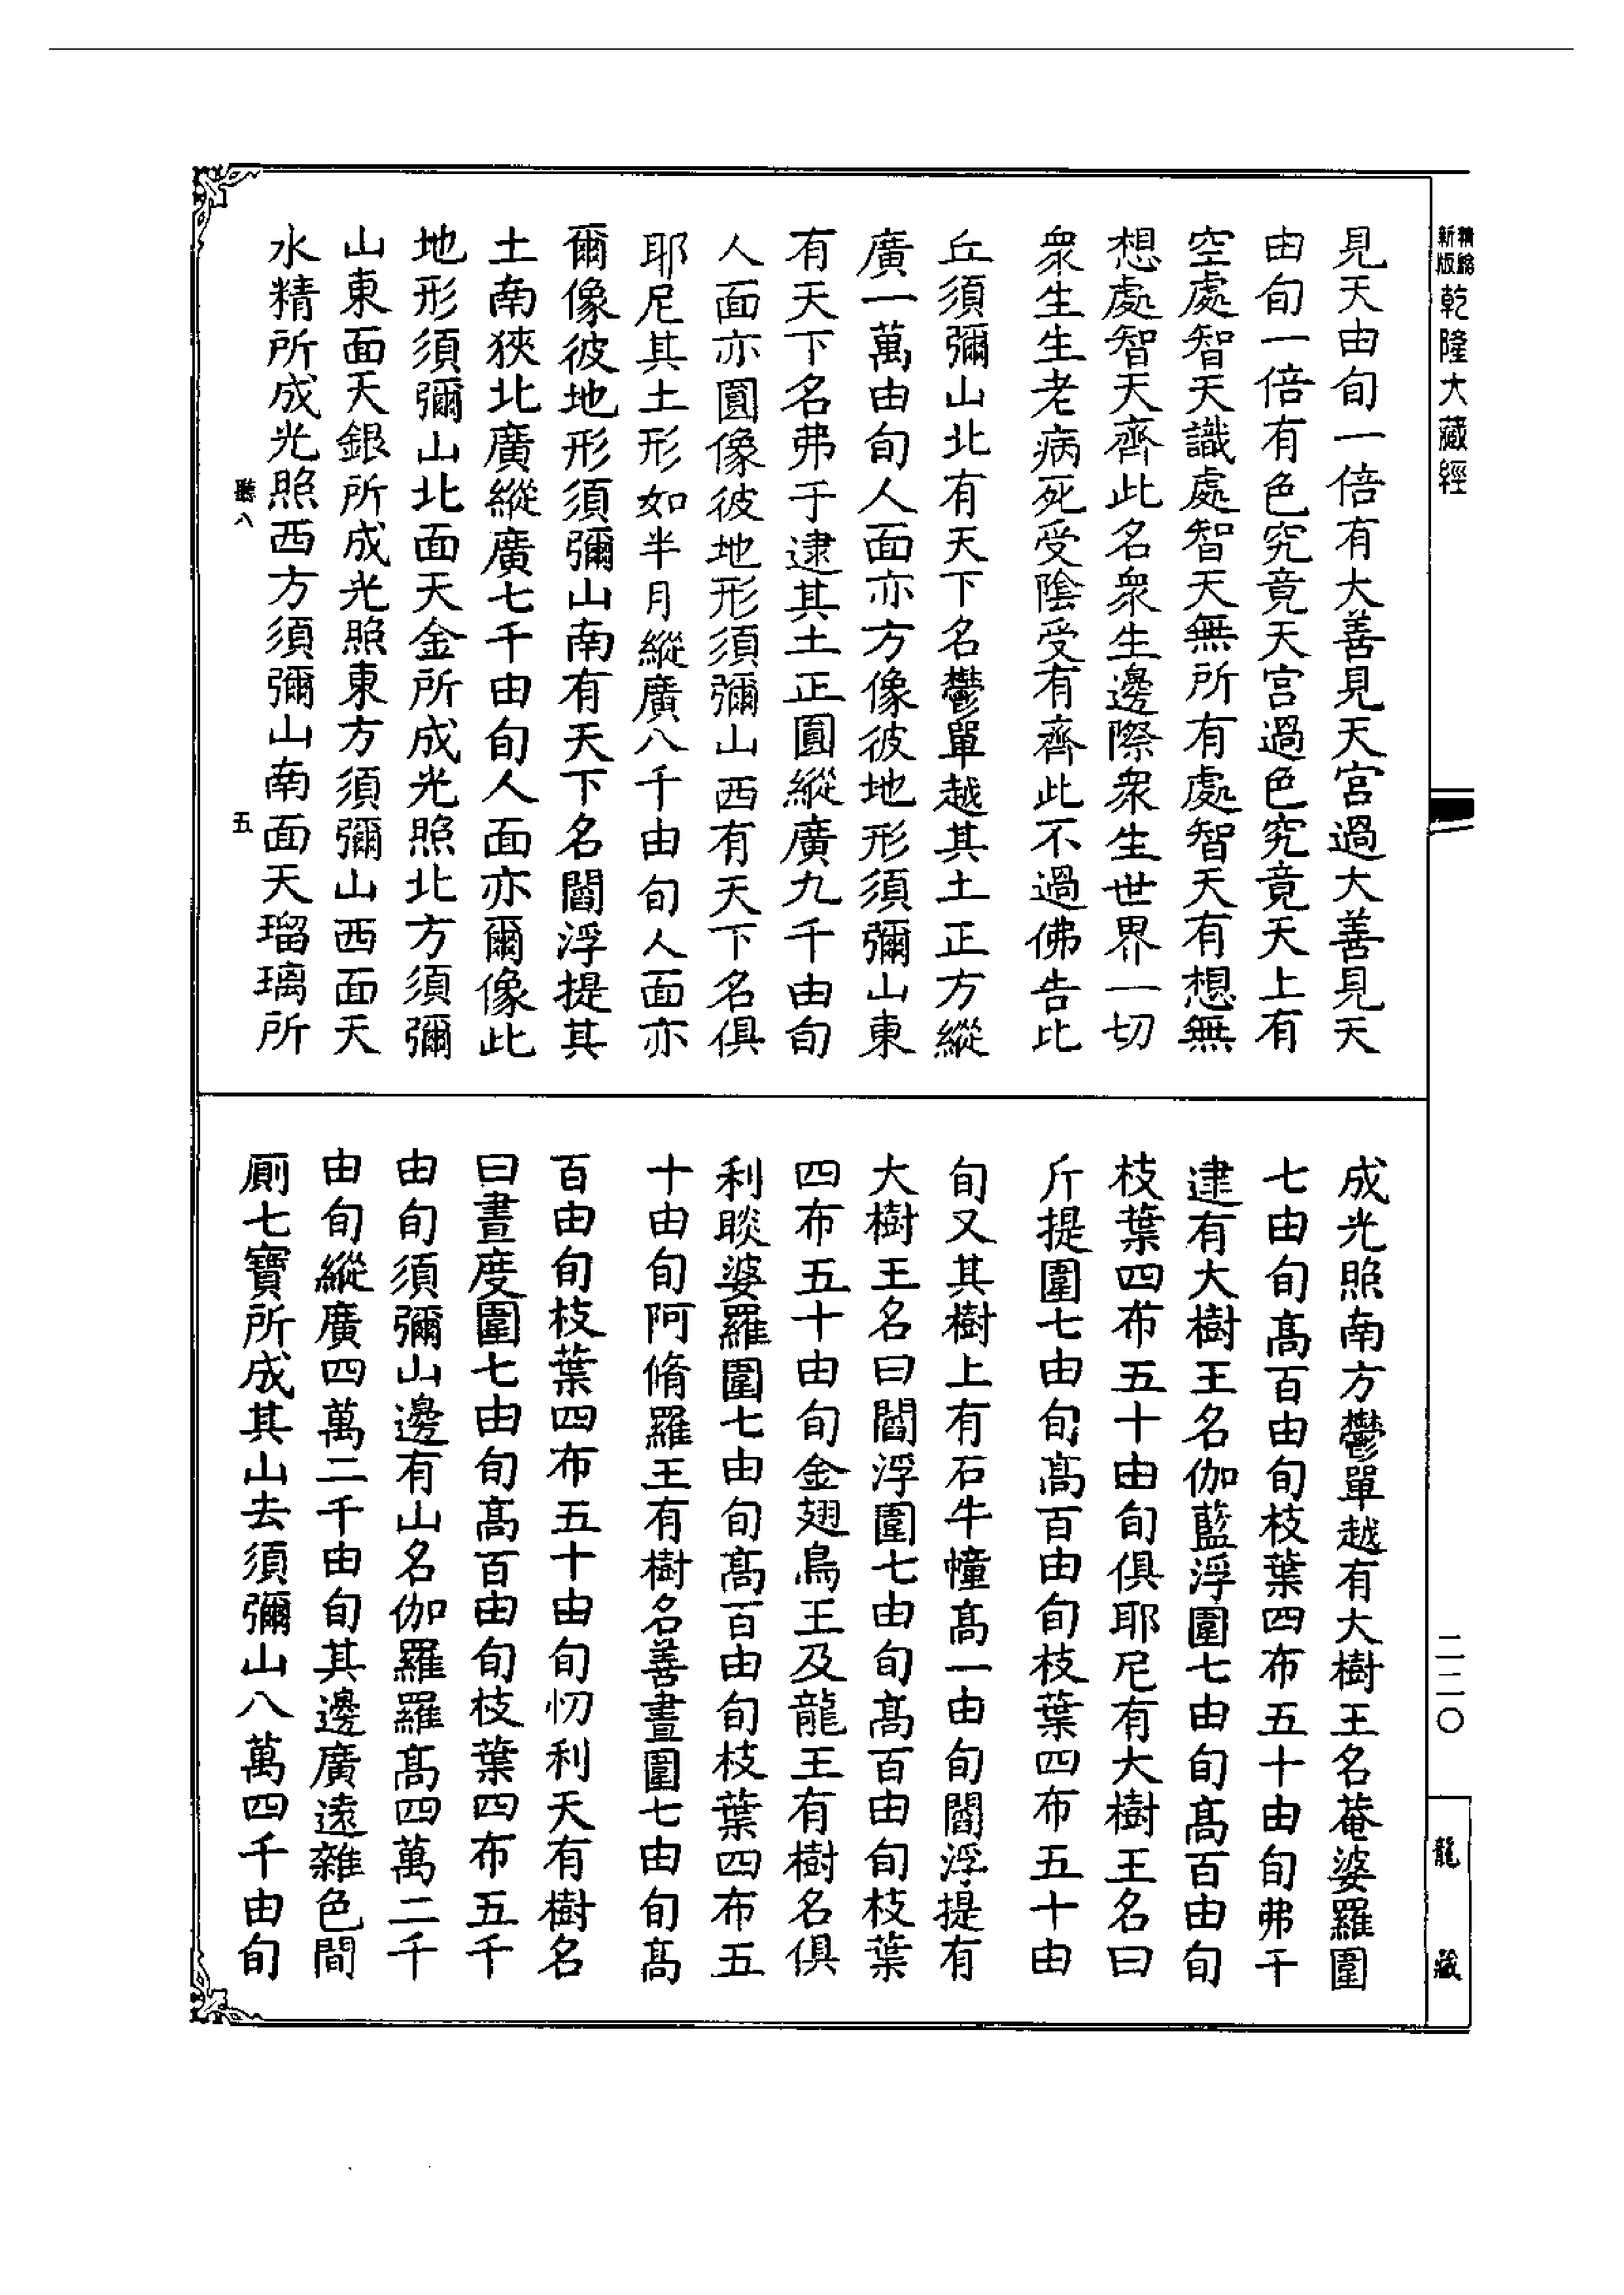 精縮
新版
乾隆大藏經
見天由旬一倍有大善見天宮過大善見天
由旬一倍有色究竟天宮過色究竟天上有
空處智天識處智天無所有處智天有想無
想處智天齊此名衆生邊際衆生世界一切
衆生生老病死受陰受有齊此不過佛告比
丘須彌山北有天下名鬱單越其土正方縱
廣一萬由旬人面亦方像彼地形須彌山東
有天下名弗于逮其土正圓縱廣九千由旬
人面亦圓像彼地形須彌山西有天下名俱
耶尼其土形如半月縱廣八千由旬人面亦
爾像彼地形須彌山南有天下名閻浮提其
土南狹北廣縱廣七千由旬人面亦爾像此
地形須彌山北面天金所成光照北方須彌
山東面天銀所成光照東方須彌山西面天
水精所成光照西方須彌山南面天瑠璃所
聽八 五
成光照南方鬱單越有大樹王名菴婆羅圍
七由旬高百由旬枝葉四布五十由旬弗于
逮有大樹王名伽藍浮圍七由旬高百由旬
枝葉四布五十由旬俱耶尼有大樹王名曰
斤提圍七由旬高百由旬枝葉四布五十由
旬又其樹上有石牛幢高一由旬閻浮提有
大樹王名曰閻浮圍七由旬高百由旬枝葉
四布五十由旬金翅鳥王及龍王有樹名俱
利睒婆羅圍七由旬高百由旬枝葉四布五
十由旬阿脩羅王有樹名善晝圍七由旬高
百由旬枝葉四布五十由旬忉利天有樹名
曰晝度圍七由旬高百由旬枝葉四布五千
由旬須彌山邊有山名伽羅羅高四萬二千
由旬縱廣四萬二千由旬其邊廣遠雜色間
廁七寶所成其山去須彌山八萬四千由旬
二二〇
龍藏